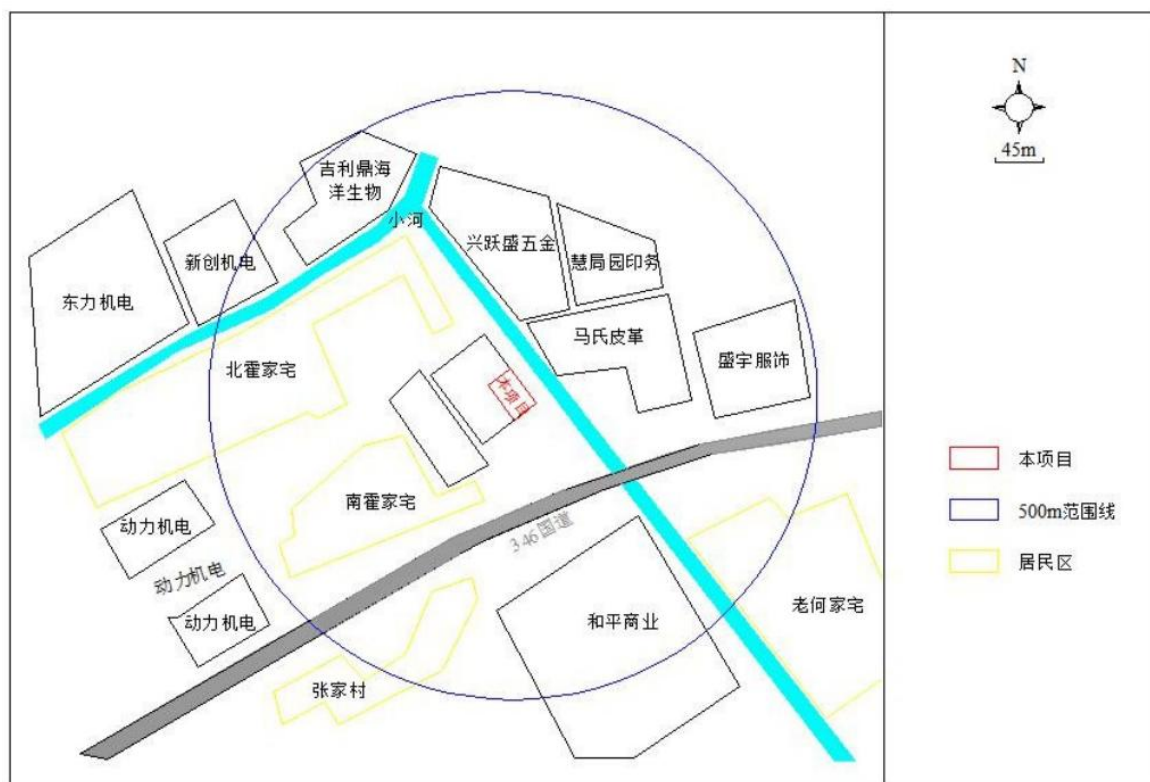 N
45m
吉利鼎海
洋生物
小河
兴跃盛五金
慧局园印务
新创机电
东力机电
马氏皮革
盛宇服饰
北霍家宅
本项目
本项目
南霍家宅
500m范围线
346国道
动力机电
居民区
动力机电
动力机电
老何家宅
和平商业
张家村